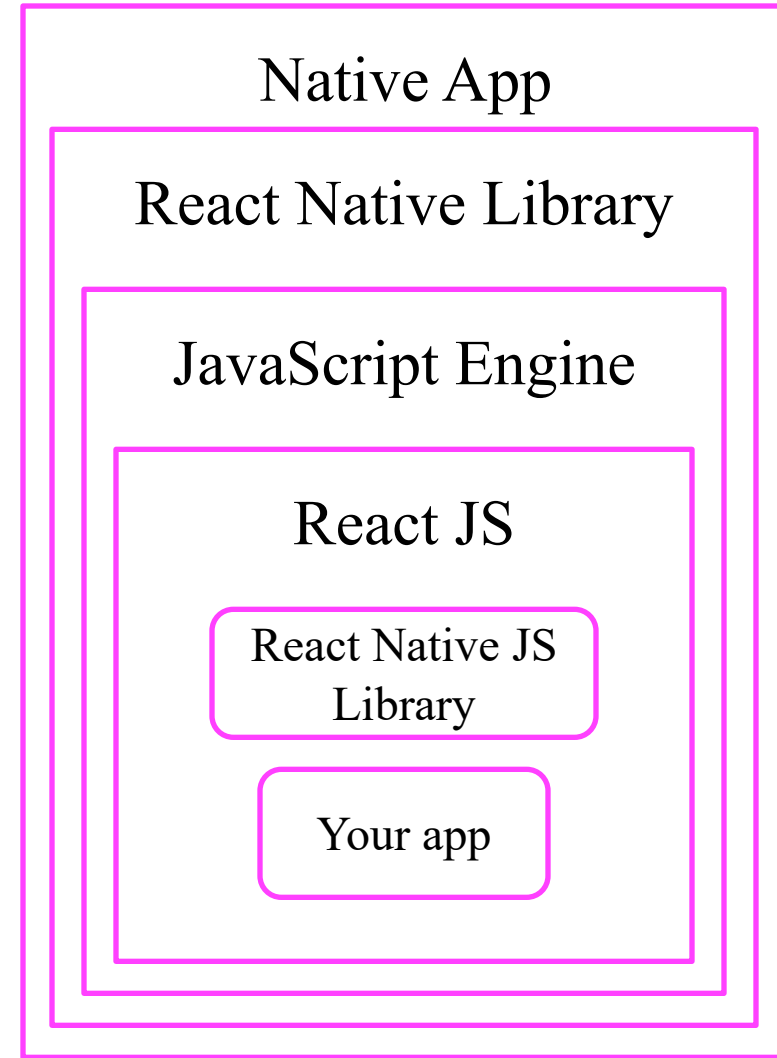 Native App
React Native Library
JavaScript Engine
React JS
React Native JS
Library
Your app